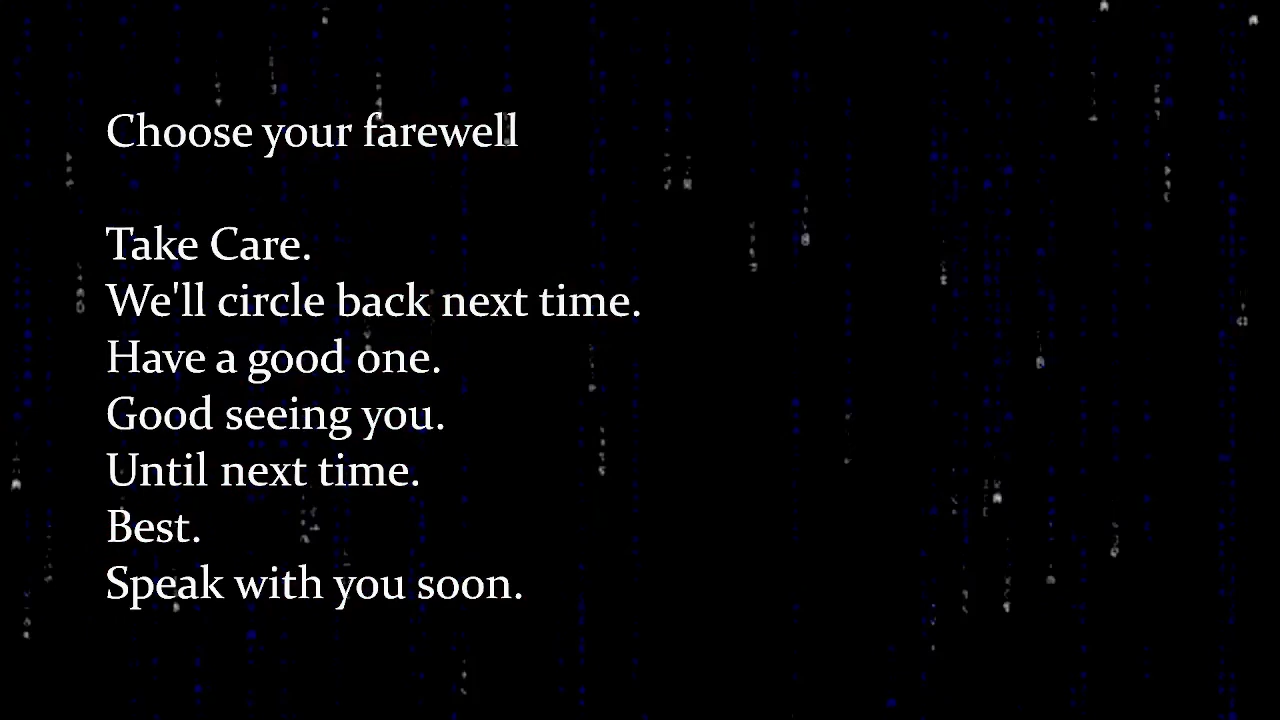 Choose your farewell
Take Care.
We'll circle back next time.
Have a good one.
Good seeing you.
Until next time.
Best.
Speak with you soon.